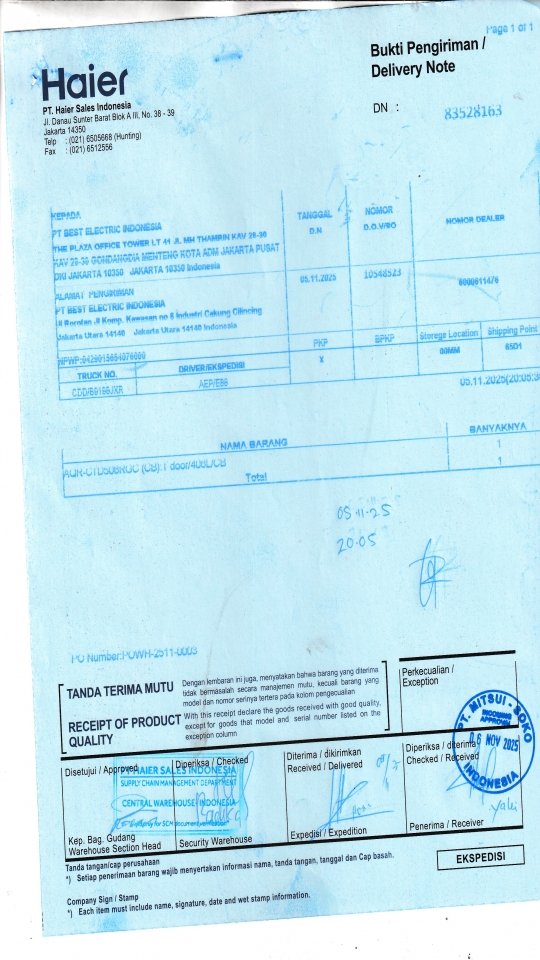 Page 1 of 1
Haier
Bukti Pengiriman /
Delivery Note
PT. Haier Sales Indonesia
Jl. Danau Sunter Barat Blok A III, No. 38 - 39
Jakarta 14350
Telp : (021) 6505668 (Hunting)
Fax : (021) 6512556
DN : 83528163
KEPADA
PT BEST ELECTRIC INDONESIA
THE PLAZA OFFICE TOWER LT 41 JL MH THAMRIN KAV 28-30
KAV 28-30 GONDANGDIA MENTENG KOTA ADM JAKARTA PUSAT
DKI JAKARTA 10350 JAKARTA 10350 Indonesia
TANGGAL
D.N
NOMOR
D.O.V/SO
NOMOR DEALER
05.11.2025
10548523
ALAMAT PENGIRIMAN
PT BEST ELECTRIC INDONESIA
Jl Rorotan Jl Komp. Kawasan no 8 Industri Cakung Cilincing
Jakarta Utara 14140 Jakarta Utara 14140 Indonesia
PKP
BPKP
Storege Location
Shipping Point
X
00MM
65D1
TRUCK NO.
DRIVER/EKSPEDISI
NAMA BARANG
BANYAKNYA
1
Total
1
05.11.25
20.05
PO Number:POWH-2511-0003
TANDA TERIMA MUTU
Dengan lembaran ini juga, menyatakan bahwa barang yang diterima
tidak bermasalah secara manajemen mutu, kecuali barang yang
model dan nomor serinya tertera pada kolom pengecualian
RECEIPT OF PRODUCT
QUALITY
With this receipt declare the goods received with good quality,
except for goods that model and serial number listed on the
exception column
Perkecualian /
Exception
PT. MITSUI - SOKO
INDONESIA
06 NOV 2025
Disetujui / Approved
Diperiksa / Checked
Diterima / dikirimkan
Received / Delivered
Diperiksa / diterima
Checked / Received
PT HAIER SALES INDONESIA
SUPPLY CHAIN MANAGEMENT DEPARTMENT
CENTRAL WAREHOUSE - INDONESIA
Kep. Bag. Gudang
Warehouse Section Head
Security Warehouse
Expedisi / Expedition
Penerima / Receiver
Tanda tangan/cap perusahaan
*) Setiap penerimaan barang wajib menyertakan informasi nama, tanda tangan, tanggal dan Cap basah.
EKSPEDISI
Company Sign / Stamp
*) Each item must include name, signature, date and wet stamp information.